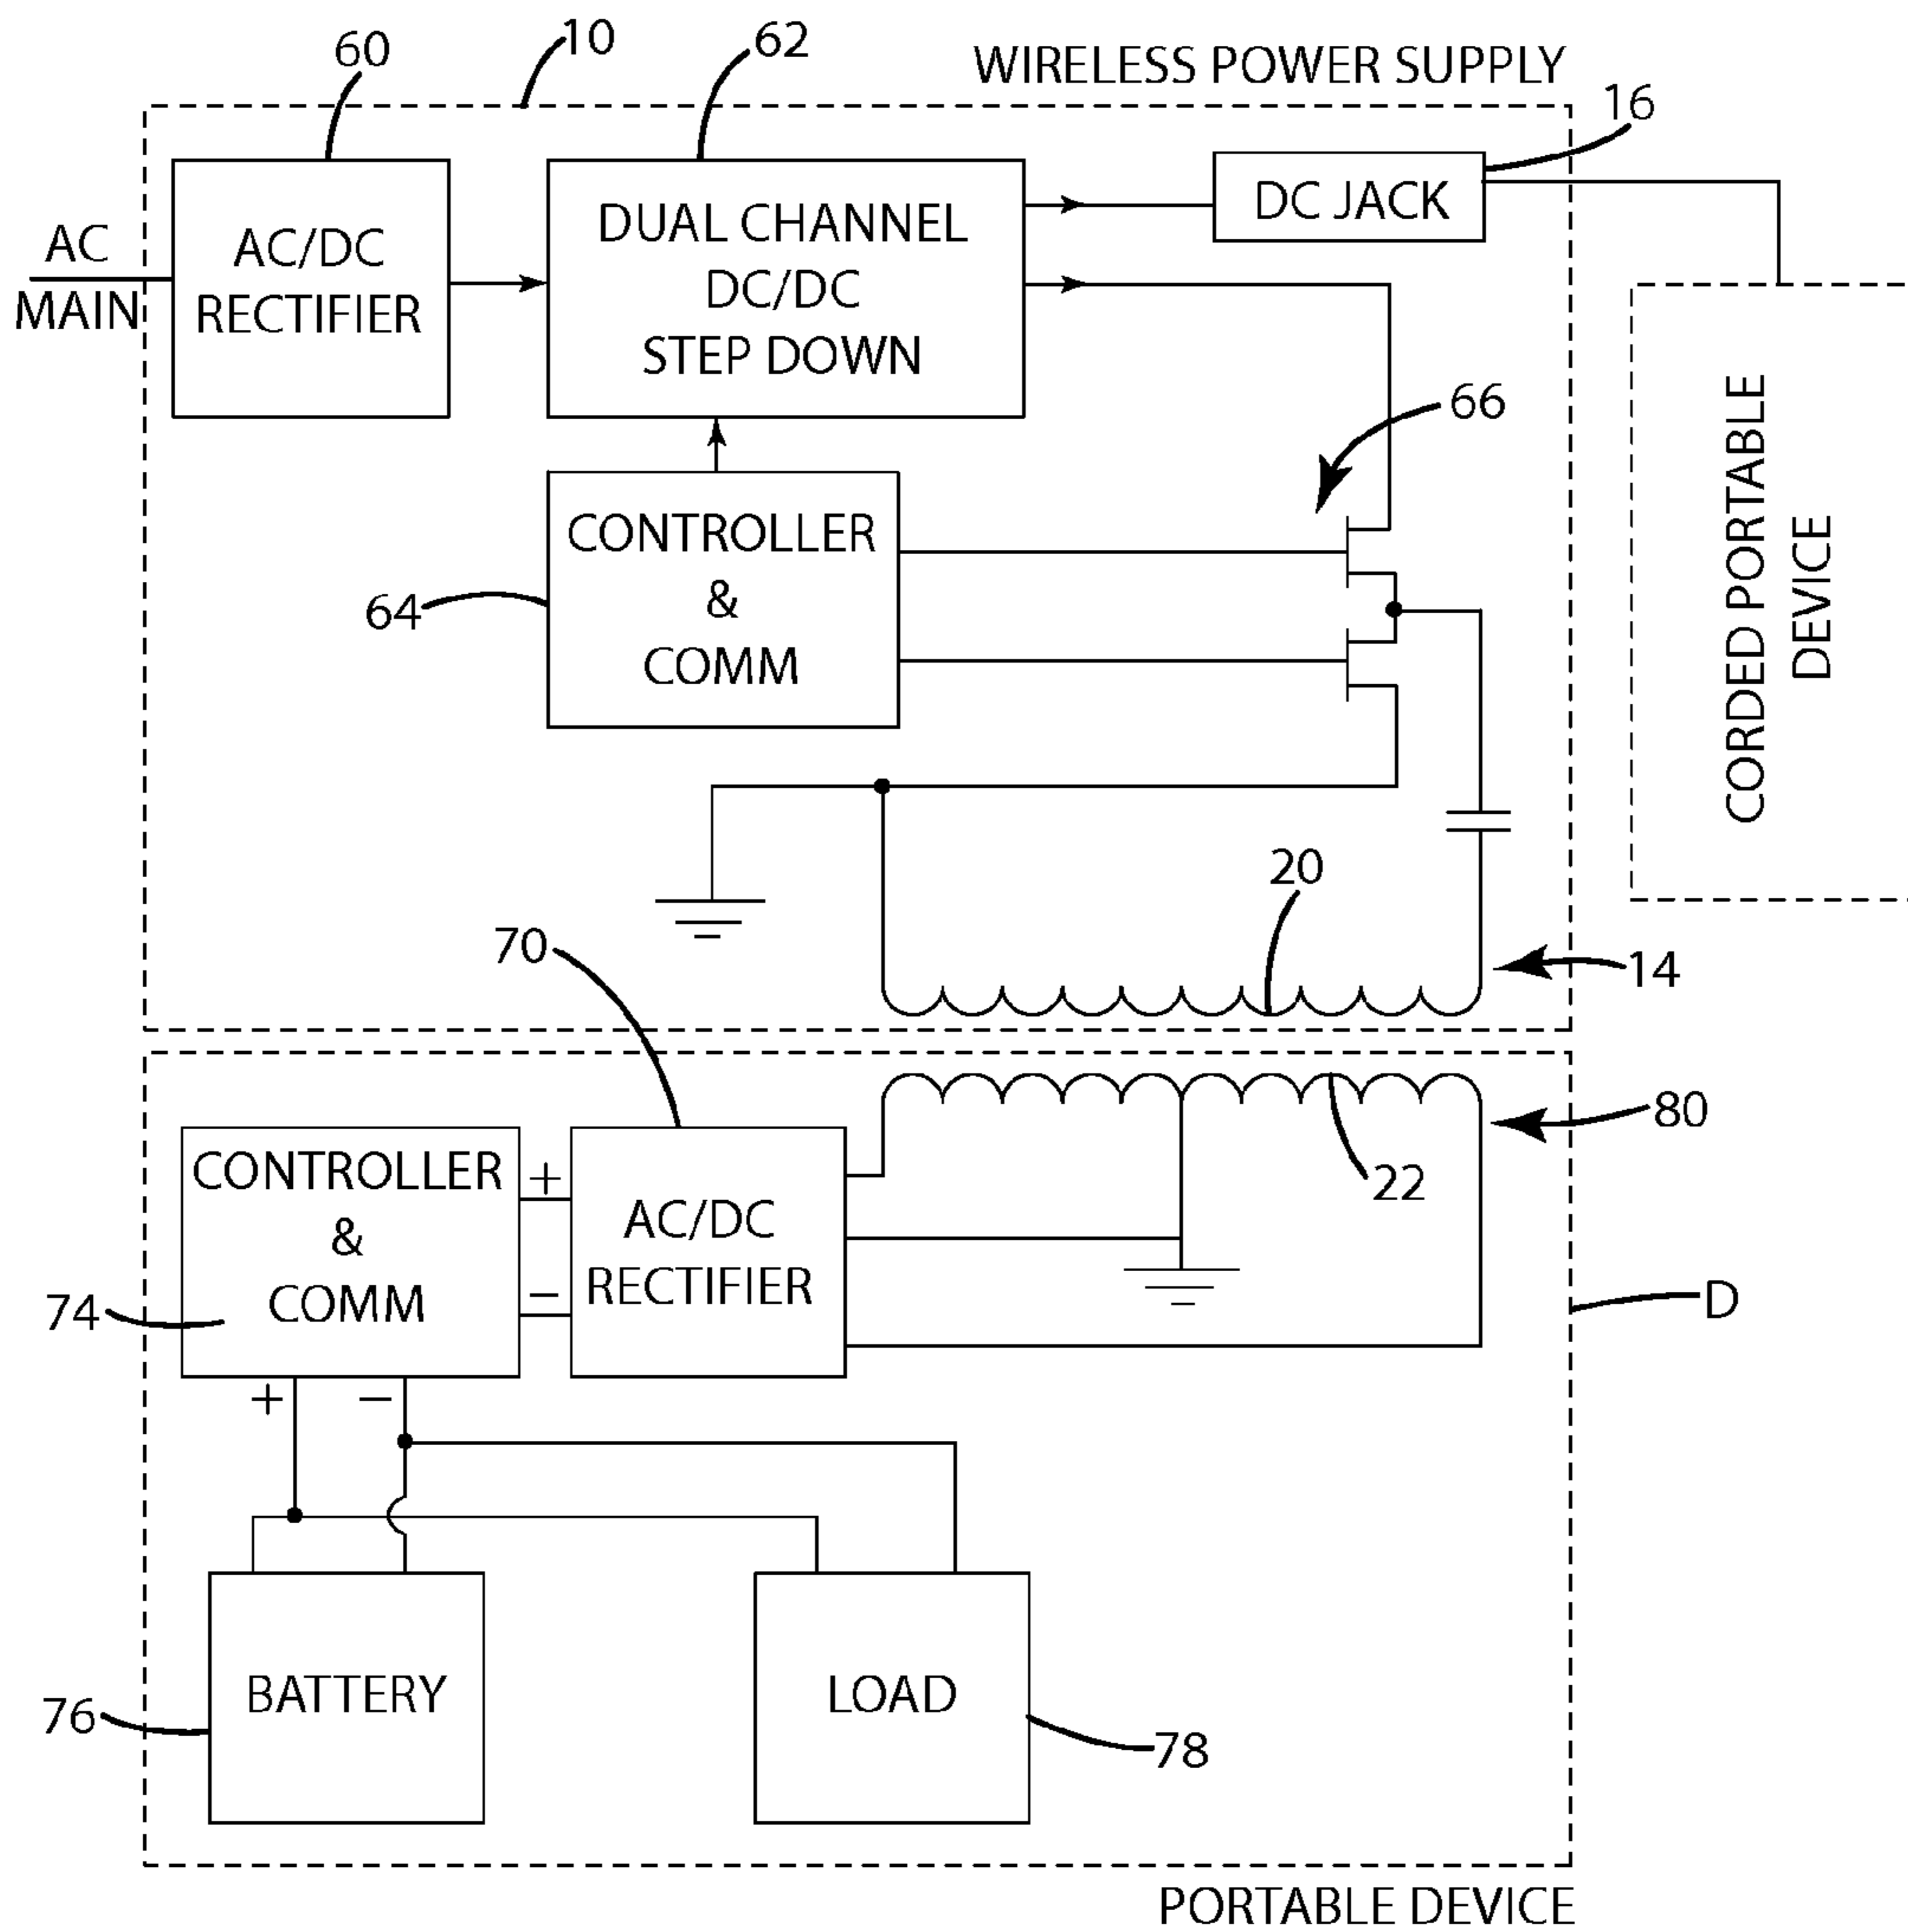 60
10
62
WIRELESS POWER SUPPLY
16
AC
MAIN
AC/DC
RECTIFIER
DUAL CHANNEL
DC/DC
STEP DOWN
DC JACK
66
CORDED PORTABLE
DEVICE
CONTROLLER
&
COMM
64
20
70
14
80
22
CONTROLLER
&
COMM
+
−
AC/DC
RECTIFIER
74
D
+
−
BATTERY
LOAD
76
78
PORTABLE DEVICE